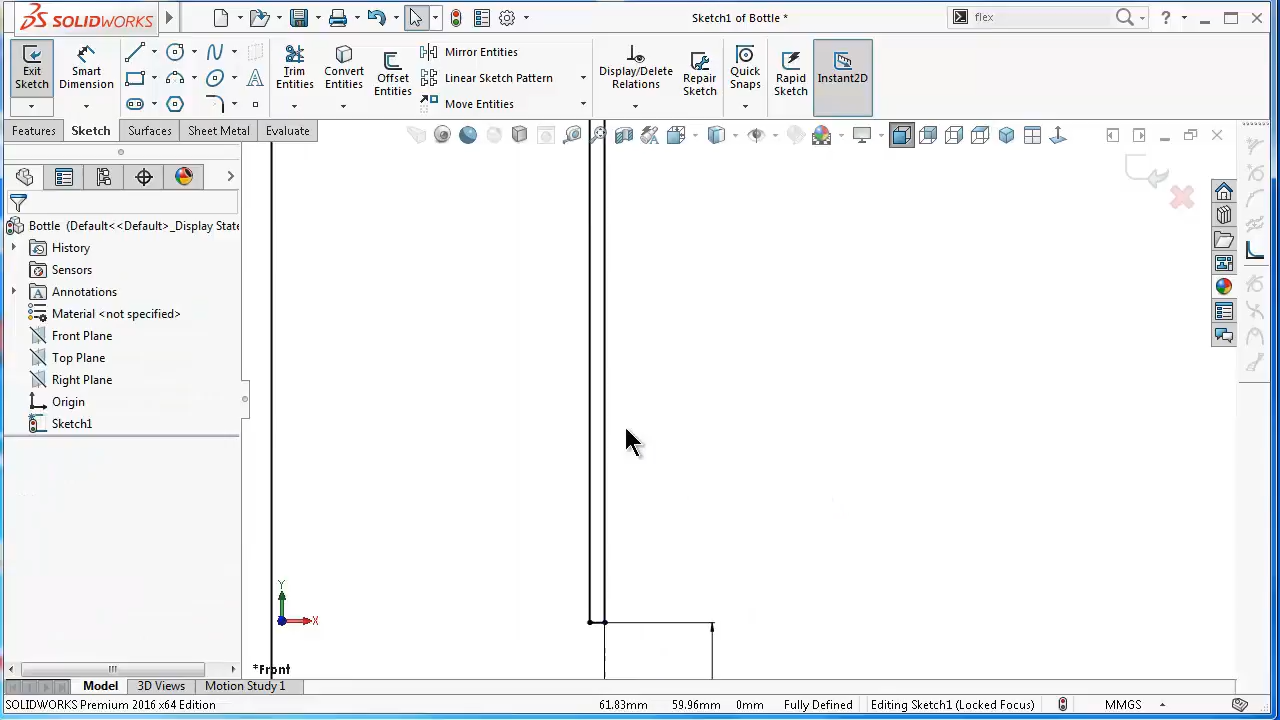 SOLIDWORKS
Sketch1 of Bottle *
flex
Exit Sketch
Smart Dimension
Trim Entities
Convert Entities
Offset Entities
Mirror Entities
Linear Sketch Pattern
Move Entities
Display/Delete Relations
Repair Sketch
Quick Snaps
Rapid Sketch
Instant2D
Features
Sketch
Surfaces
Sheet Metal
Evaluate
Bottle (Default<<Default>_Display State
History
Sensors
Annotations
Material <not specified>
Front Plane
Top Plane
Right Plane
Origin
Sketch1
Y
X
*Front
Model
3D Views
Motion Study 1
SOLIDWORKS Premium 2016 x64 Edition
61.83mm
59.96mm
0mm
Fully Defined
Editing Sketch1 (Locked Focus)
MMGS